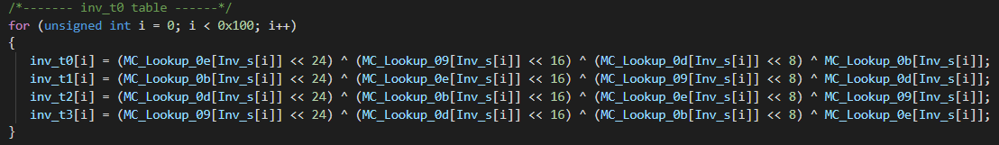 /*------- inv_t0 table ------*/
for (unsigned int i = 0; i < 0x100; i++)
{
inv_t0[i] = (MC_Lookup_0e[Inv_s[i]] << 24) ^ (MC_Lookup_09[Inv_s[i]] << 16) ^ (MC_Lookup_0d[Inv_s[i]] << 8) ^ MC_Lookup_0b[Inv_s[i]];
inv_t1[i] = (MC_Lookup_0b[Inv_s[i]] << 24) ^ (MC_Lookup_0e[Inv_s[i]] << 16) ^ (MC_Lookup_09[Inv_s[i]] << 8) ^ MC_Lookup_0d[Inv_s[i]];
inv_t2[i] = (MC_Lookup_0d[Inv_s[i]] << 24) ^ (MC_Lookup_0b[Inv_s[i]] << 16) ^ (MC_Lookup_0e[Inv_s[i]] << 8) ^ MC_Lookup_09[Inv_s[i]];
inv_t3[i] = (MC_Lookup_09[Inv_s[i]] << 24) ^ (MC_Lookup_0d[Inv_s[i]] << 16) ^ (MC_Lookup_0b[Inv_s[i]] << 8) ^ MC_Lookup_0e[Inv_s[i]];
}